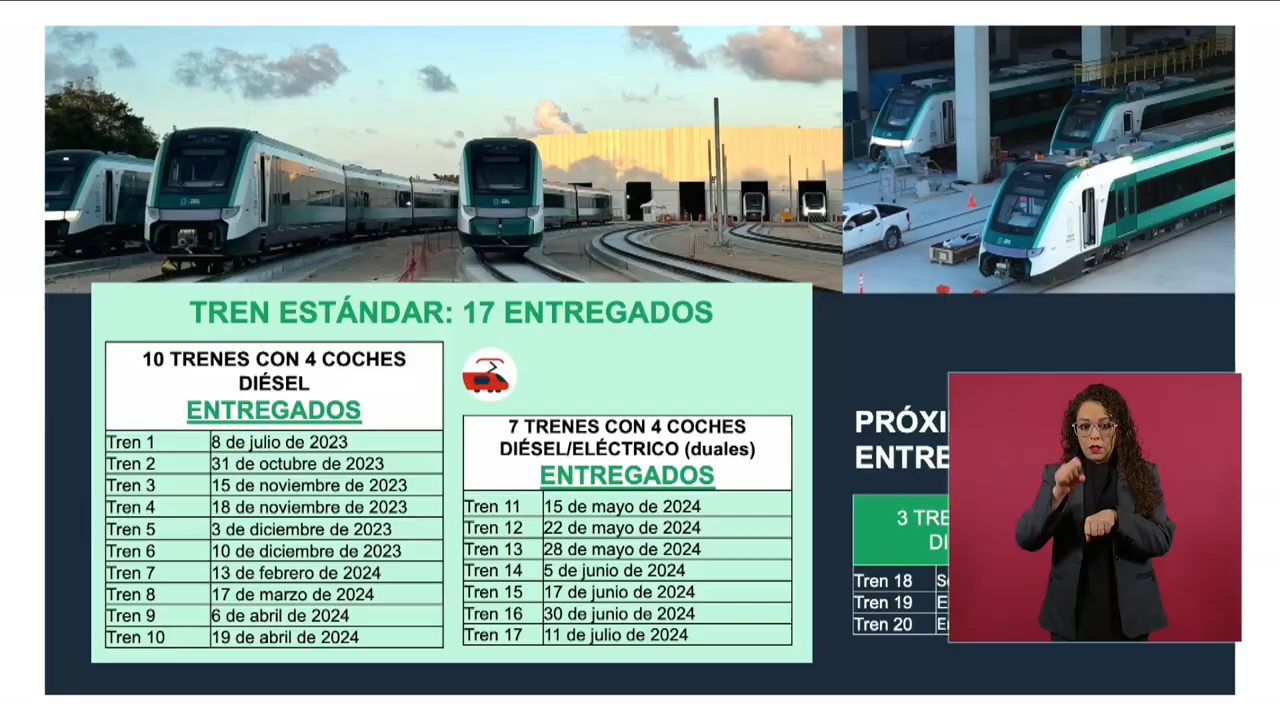 TREN ESTÁNDAR: 17 ENTREGADOS
10 TRENES CON 4 COCHES
DIÉSEL
ENTREGADOS
Tren 1 8 de julio de 2023
Tren 2 31 de octubre de 2023
Tren 3 15 de noviembre de 2023
Tren 4 18 de noviembre de 2023
Tren 5 3 de diciembre de 2023
Tren 6 10 de diciembre de 2023
Tren 7 13 de febrero de 2024
Tren 8 17 de marzo de 2024
Tren 9 6 de abril de 2024
Tren 10 19 de abril de 2024
7 TRENES CON 4 COCHES
DIÉSEL/ELÉCTRICO (duales)
ENTREGADOS
Tren 11 15 de mayo de 2024
Tren 12 22 de mayo de 2024
Tren 13 28 de mayo de 2024
Tren 14 5 de junio de 2024
Tren 15 17 de junio de 2024
Tren 16 30 de junio de 2024
Tren 17 11 de julio de 2024
PRÓXI
ENTRE
3 TRE
DI
Tren 18
Tren 19
Tren 20